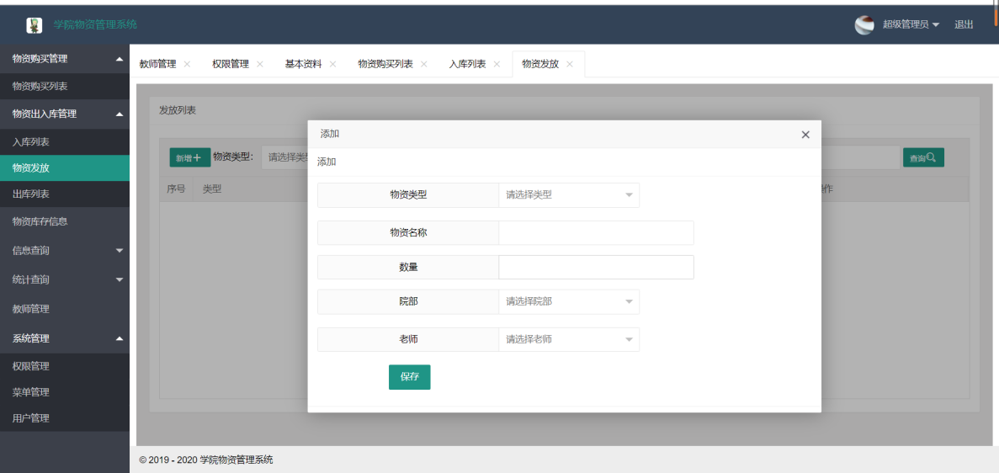 学院物资管理系统
超级管理员
退出
物资购买管理
物资购买列表
物资出入库管理
入库列表
物资发放
出库列表
物资库存信息
信息查询
统计查询
教师管理
系统管理
权限管理
菜单管理
用户管理
教师管理 × 权限管理 × 基本资料 × 物资购买列表 × 入库列表 × 物资发放 ×
发放列表
新增+ 物资类型: 请选择类
查询
序号 类型
作
添加 ×
添加
物资类型 请选择类型
物资名称
数量
院部 请选择院部
老师 请选择老师
保存
© 2019 - 2020 学院物资管理系统